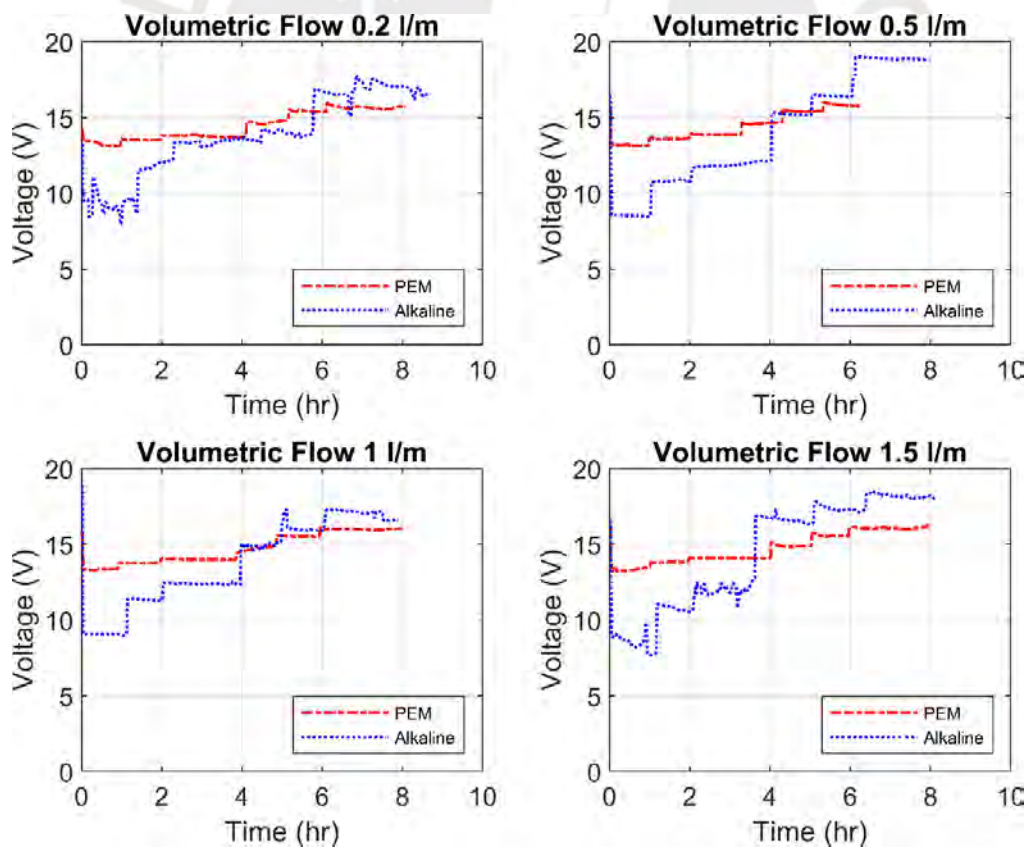 Volumetric Flow 0.2 l/m
20
15
10
5
0
Voltage (V)
PEM
Alkaline
0 2 4 6 8 10
Time (hr)
Volumetric Flow 0.5 l/m
20
15
10
5
0
Voltage (V)
PEM
Alkaline
0 2 4 6 8 10
Time (hr)
Volumetric Flow 1 l/m
20
15
10
5
0
Voltage (V)
PEM
Alkaline
0 2 4 6 8 10
Time (hr)
Volumetric Flow 1.5 l/m
20
15
10
5
0
Voltage (V)
PEM
Alkaline
0 2 4 6 8 10
Time (hr)